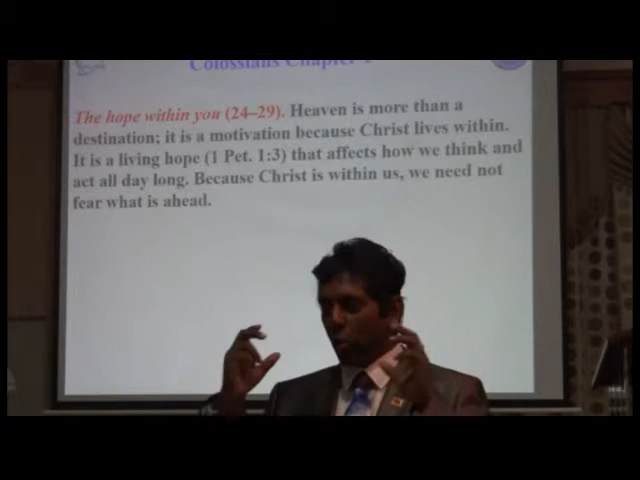 Colossians Chapter
The hope within you (24–29). Heaven is more than a
destination; it is a motivation because Christ lives within.
It is a living hope (1 Pet. 1:3) that affects how we think and
act all day long. Because Christ is within us, we need not
fear what is ahead.